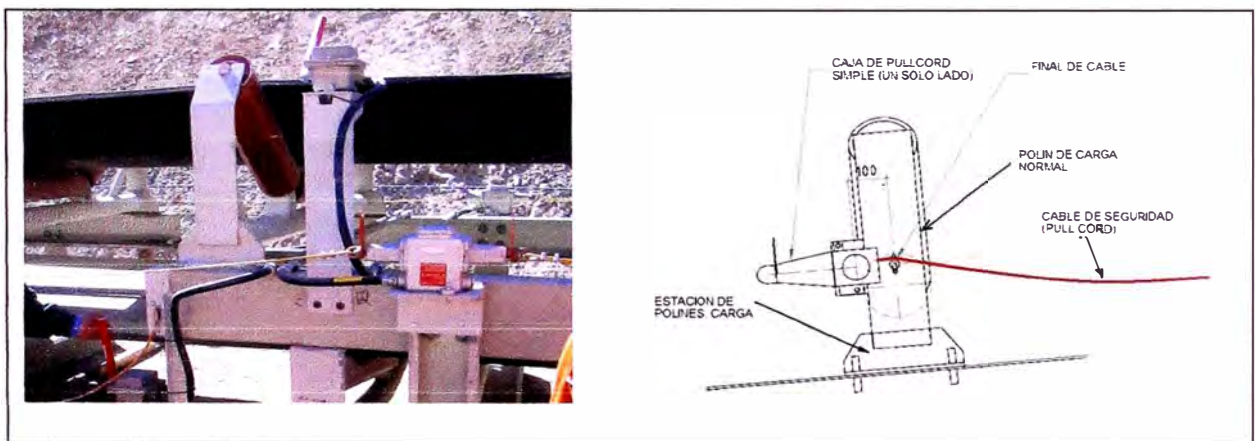 CAJA DE PULLCORD
SIMPLE (UN SOLO LADO)
FINAL DE CABLE
100
POLIN DE CARGA
NORMAL
CABLE DE SEGURIDAD
(PULL CORD)
ESTACION DE
POLINES CARGA